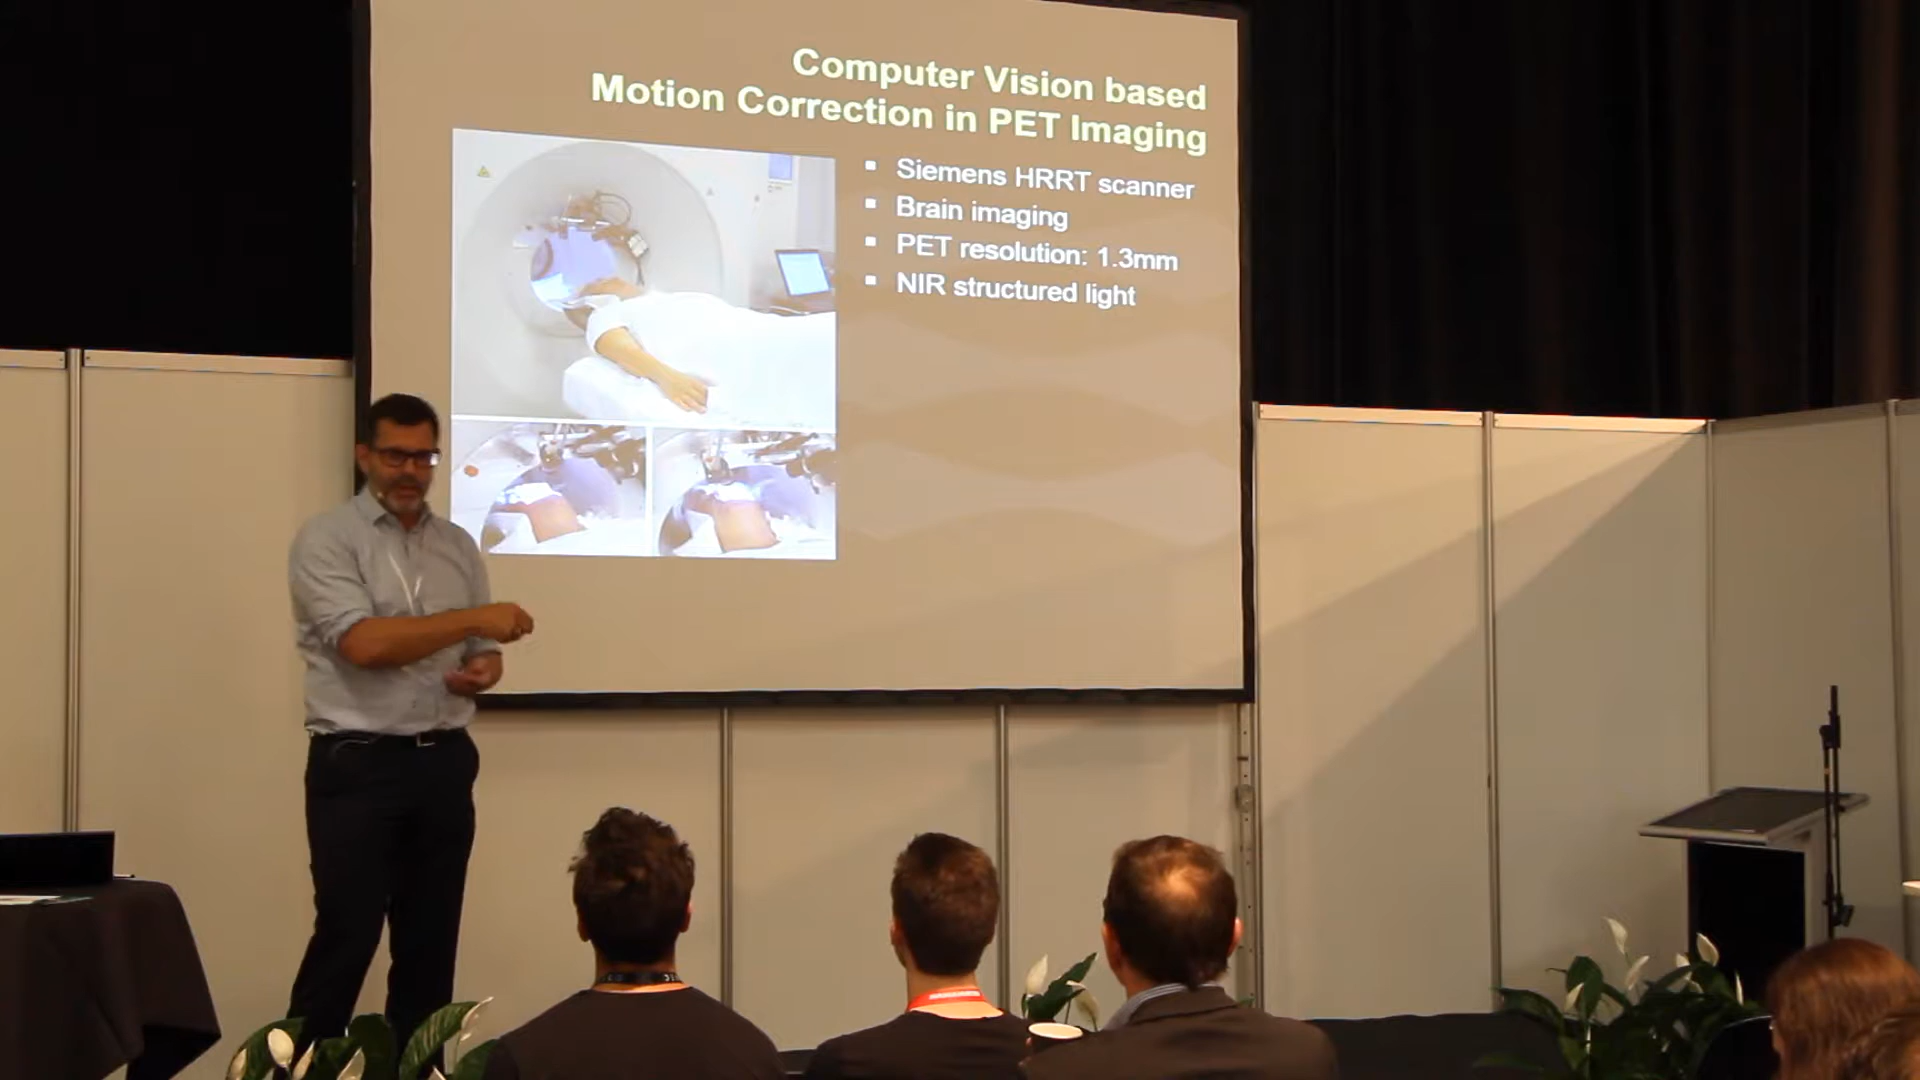 Computer Vision based
Motion Correction in PET Imaging
Siemens HRRT scanner
Brain imaging
PET resolution: 1.3mm
NIR structured light